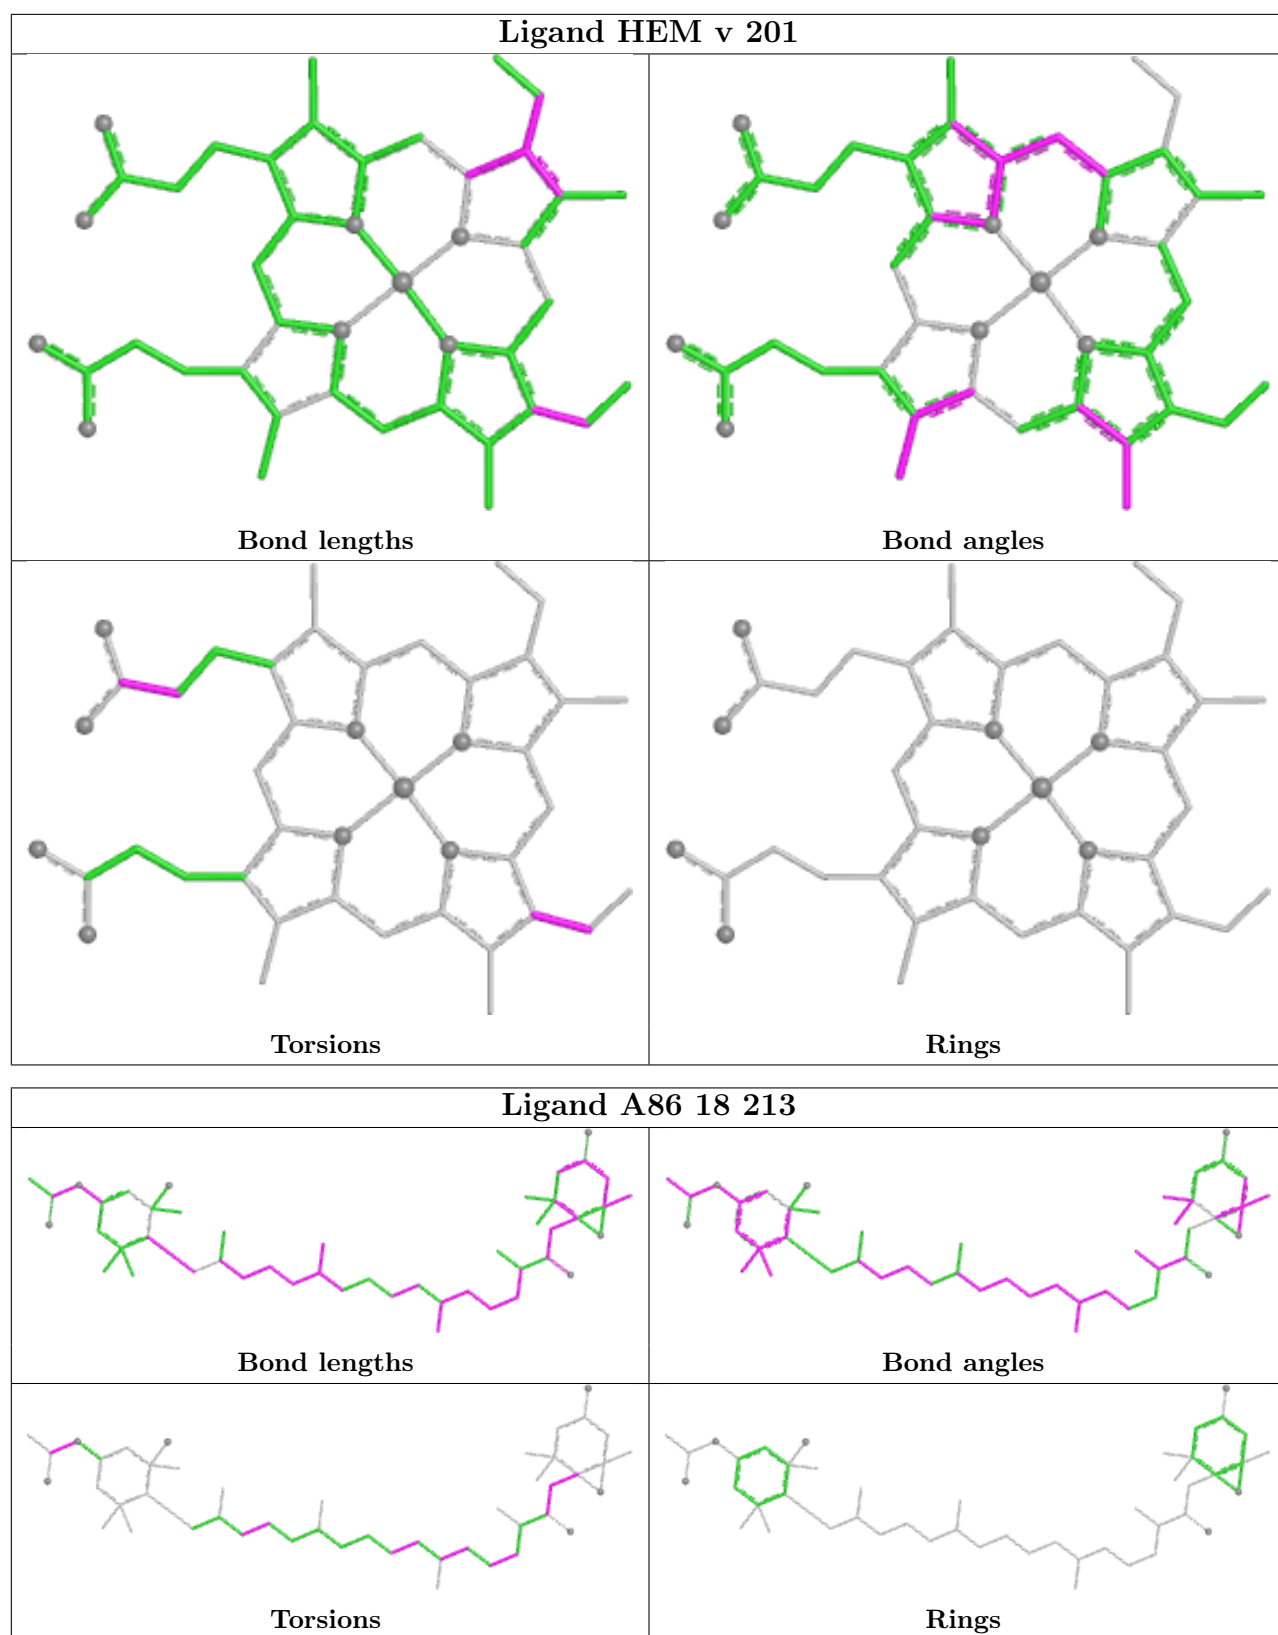 Ligand HEM v 201
Bond lengths
Bond angles
Torsions
Rings
Ligand A86 18 213
Bond lengths
Bond angles
Torsions
Rings